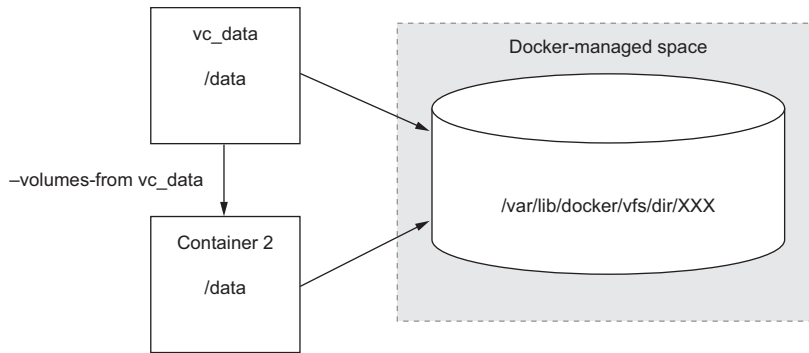 vc_data
/data
Docker-managed space
/var/lib/docker/vfs/dir/XXX
–volumes-from vc_data
Container 2
/data